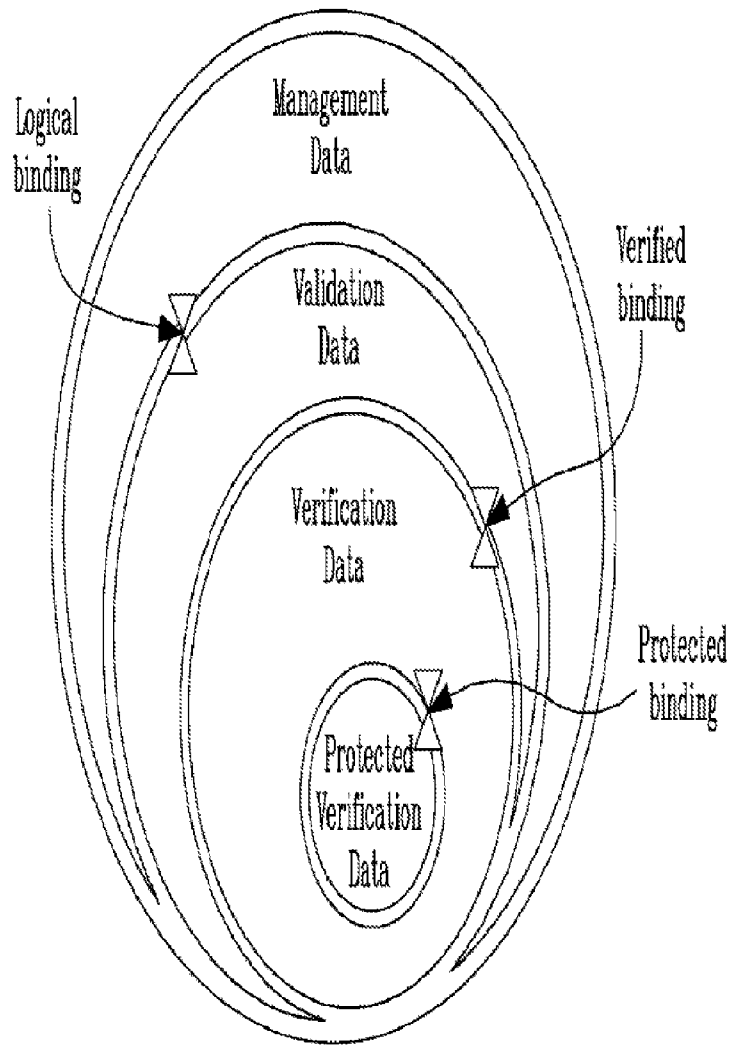 Management
Data
Logical
binding
Verified
binding
Validation
Data
Verification
Data
Protected
binding
Protected
Verification
Data